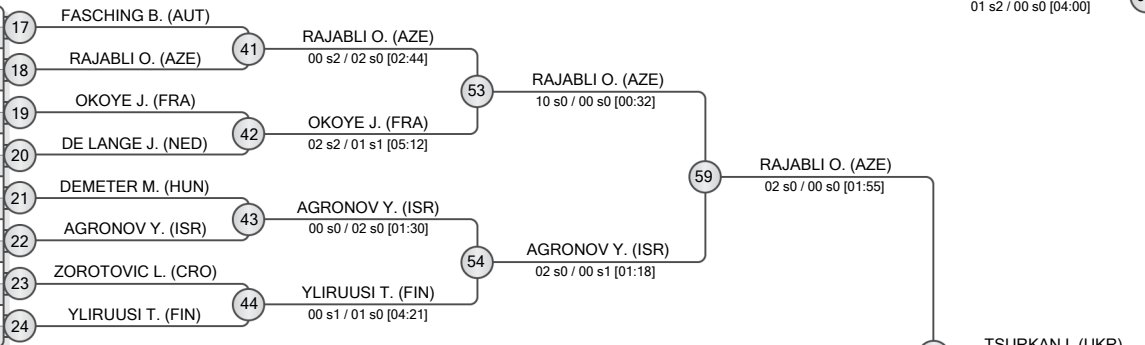 01 s2 / 00 s0 [04:00]
17
FASCHING B. (AUT)
18
RAJABLI O. (AZE)
41
RAJABLI O. (AZE)
00 s2 / 02 s0 [02:44]
19
OKOYE J. (FRA)
20
DE LANGE J. (NED)
42
OKOYE J. (FRA)
02 s2 / 01 s1 [05:12]
53
RAJABLI O. (AZE)
10 s0 / 00 s0 [00:32]
21
DEMETER M. (HUN)
22
AGRONOV Y. (ISR)
43
AGRONOV Y. (ISR)
00 s0 / 02 s0 [01:30]
23
ZOROTOVIC L. (CRO)
24
YLIRUUSI T. (FIN)
44
YLIRUUSI T. (FIN)
00 s1 / 01 s0 [04:21]
54
AGRONOV Y. (ISR)
02 s0 / 00 s1 [01:18]
59
RAJABLI O. (AZE)
02 s0 / 00 s0 [01:55]
TSURKAN I. (UKR)